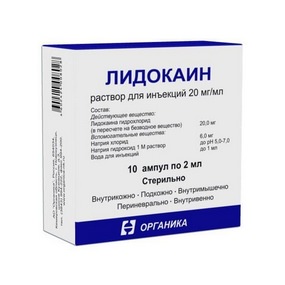 ЛИДОКАИН
раствор для инъекций 20 мг/мл
Состав:
Действующее вещество:
Лидокаина гидрохлорид 20,0 мг
(в пересчете на безводное вещество)
Вспомогательные вещества:
Натрия хлорид 6,0 мг
Натрия гидроксид 1 М раствор до pH 5,0-7,0
Вода для инъекций до 1 мл
10 ампул по 2 мл
Стерильно
Внутрикожно - Подкожно - Внутримышечно
Периневрально - Внутривенно
ОРГАНИКА